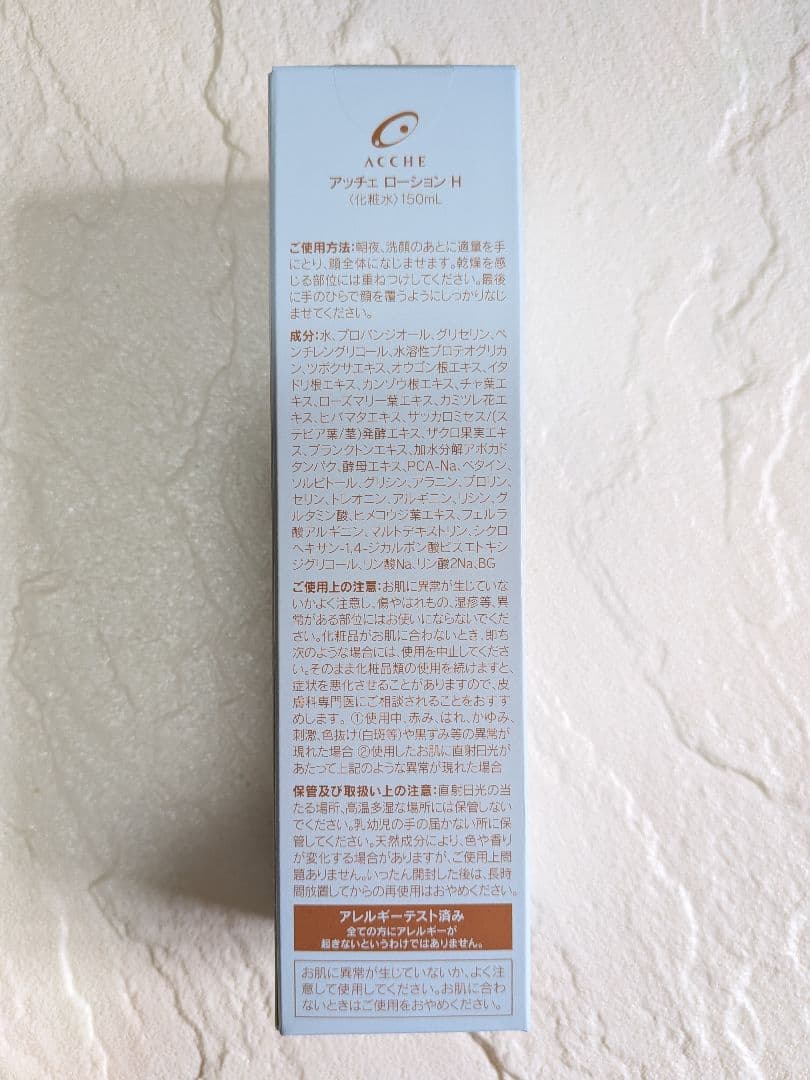 ACCHE
アッチェ ローション H
〈化粧水〉150mL
ご使用方法:朝夜、洗顔のあとに適量を手
にとり、顔全体になじませます。乾燥を感
じる部位には重ねつけしてください。最後
に手のひらで顔を覆うようにしっかりなじ
ませてください。
成分:水、プロパンジオール、グリセリン、ペ
ンチレングリコール、水溶性プロテオグリカ
ン、ツボクサエキス、オウゴン根エキス、イタ
ドリ根エキス、カンゾウ根エキス、チャ葉エ
キス、ローズマリー葉エキス、カミツレ花エ
キス、ヒバマタエキス、サッカロミセス/(ス
テビア葉/茎)発酵エキス、ザクロ果実エキ
ス、プランクトンエキス、加水分解アボカド
タンパク、酵母エキス、PCA-Na、ベタイン、
ソルビトール、グリシン、アラニン、プロリン、
セリン、トレオニン、アルギニン、リシン、グ
ルタミン酸、ヒメコウジ葉エキス、フェルラ
酸アルギニン、マルトデキストリン、シクロ
ヘキサン-1,4-ジカルボン酸ビスエトキシ
ジグリコール、リン酸Na、リン酸2Na、BG
ご使用上の注意:お肌に異常が生じていな
いかよく注意し、傷やはれもの、湿疹等、異
常がある部位にはお使いにならないでくだ
さい。化粧品がお肌に合わないとき、即ち
次のような場合には、使用を中止してくださ
い。そのまま化粧品類の使用を続けますと、
症状を悪化させることがありますので、皮
膚科専門医にご相談されることをおすす
めします。①使用中、赤み、はれ、かゆみ、
刺激、色抜け(白斑等)や黒ずみ等の異常が
現れた場合 ②使用したお肌に直射日光が
あたって上記のような異常が現れた場合
保管及び取扱い上の注意:直射日光の当
たる場所、高温多湿な場所には保管しない
でください。乳幼児の手の届かない所に保
管してください。天然成分により、色や香り
が変化する場合がありますが、ご使用上問
題ありません。いったん開封した後は、長時
間放置してからの再使用はおやめください。
アレルギーテスト済み
全ての方にアレルギーが
起きないというわけではありません。
お肌に異常が生じていないか、よく注
意して使用してください。お肌に合わ
ないときはご使用をおやめください。